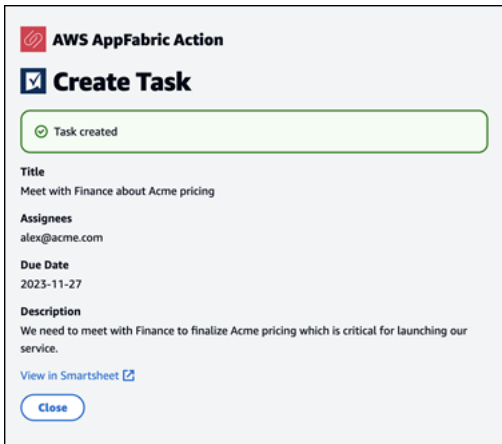 AWS AppFabric Action
Create Task
Task created
Title
Meet with Finance about Acme pricing
Assignees
alex@acme.com
Due Date
2023-11-27
Description
We need to meet with Finance to finalize Acme pricing which is critical for launching our
service.
View in Smartsheet
Close